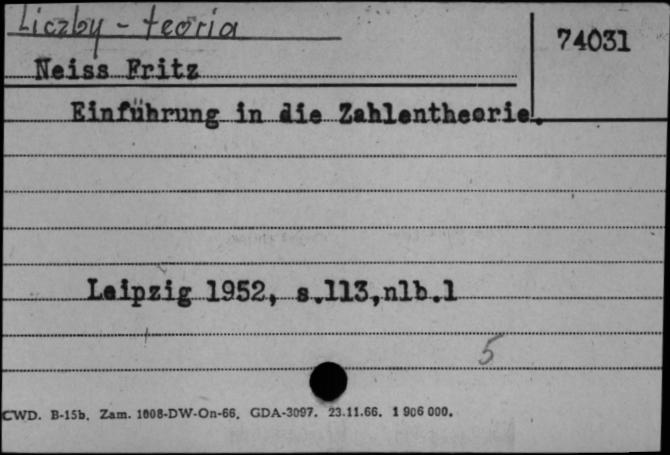 Liczby - teoria
74031
Neiss Fritz
Einführung in die Zahlentheorie.
Leipzig 1952, s.113,nlb.1
5
CWD. B-15b. Zam. 1808-DW-On-66. GDA-3097. 23.11.66. 1 906 000.